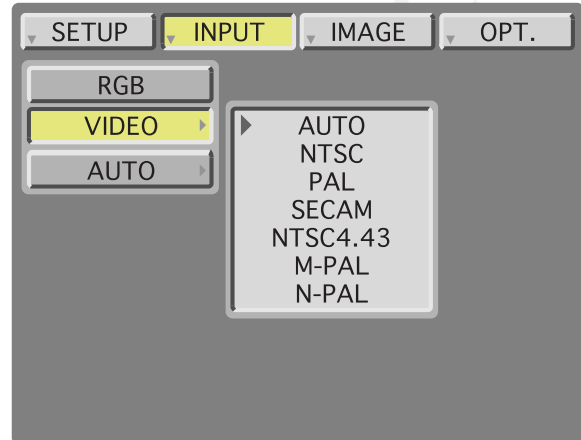 SETUP INPUT IMAGE OPT.
RGB
VIDEO
AUTO
AUTO
NTSC
PAL
SECAM
NTSC4.43
M-PAL
N-PAL